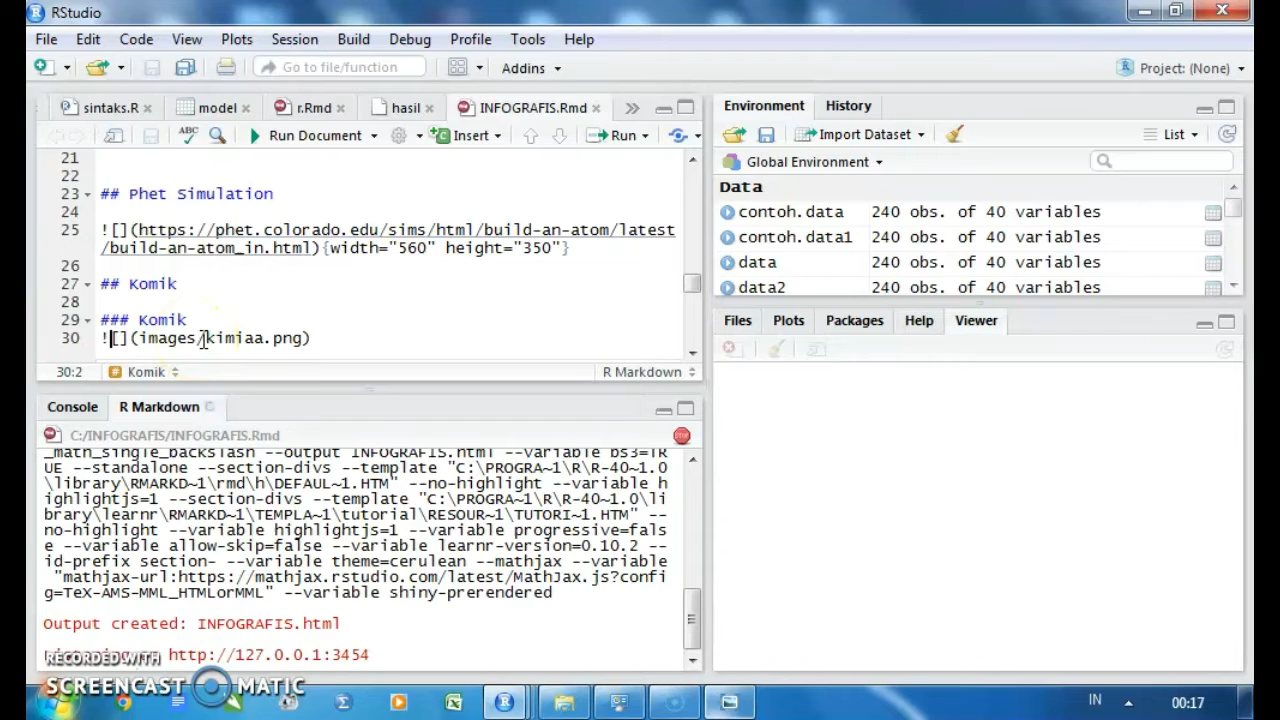 RStudio
File Edit Code View Plots Session Build Debug Profile Tools Help
Go to file/function Addins Project: (None)
sintaks.R model r.Rmd hasil INFOGRAFIS.Rmd
ABC Run Document Insert Run
21
22
23 ## Phet Simulation
24
25 ![](https://phet.colorado.edu/sims/html/build-an-atom/latest
/build-an-atom_in.html){width="560" height="350"}
26
27 ## Komik
28
29 ### Komik
30 ![](images/kimiaa.png)
30:2 # Komik R Markdown
Console R Markdown
C:/INFOGRAFIS/INFOGRAFIS.Rmd
_math_single_backslash --output INFOGRAFIS.html --variable bs3=TR
UE --standalone --section-divs --template "C:\PROGRA~1\R\R-40~1.0
\library\RMARKD~1\rmd\h\DEFAUL~1.HTM" --no-highlight --variable h
ighlightjs=1 --section-divs --template "C:\PROGRA~1\R\R-40~1.0\li
brary\learnr\RMARKD~1\TEMPLA~1\tutorial\RESOUR~1\TUTORI~1.HTM" --
no-highlight --variable highlightjs=1 --variable progressive=fals
e --variable allow-skip=false --variable learnr-version=0.10.2 --
id-prefix section- --variable theme=cerulean --mathjax --variable
"mathjax-url:https://mathjax.rstudio.com/latest/MathJax.js?confi
g=TeX-AMS-MML_HTMLorMML" --variable shiny-prerendered
Output created: INFOGRAFIS.html
http://127.0.0.1:3454
Environment History
Import Dataset List
Global Environment
Data
contoh.data 240 obs. of 40 variables
contoh.data1 240 obs. of 40 variables
data 240 obs. of 40 variables
data2 240 obs. of 40 variables
Files Plots Packages Help Viewer
RECORDED WITH
SCREENCAST MATIC
IN 00:17